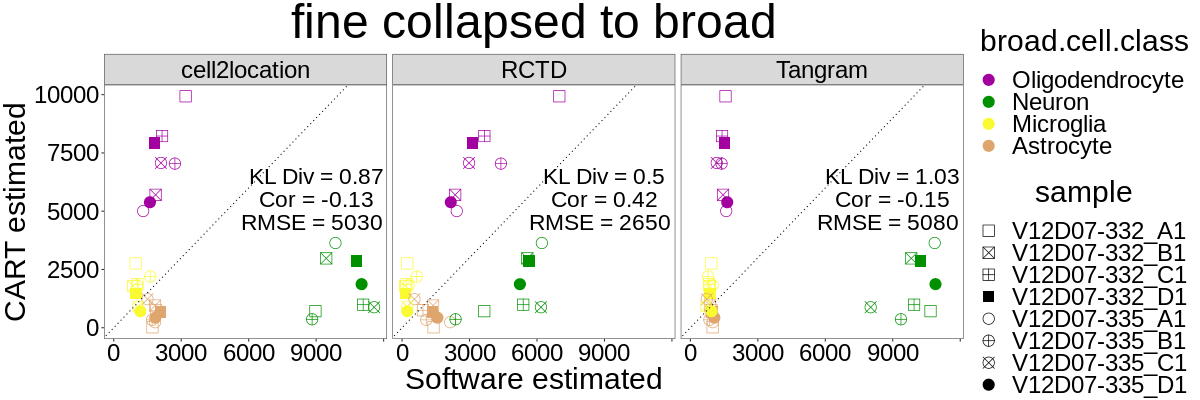 fine collapsed to broad
cell2location
RCTD
Tangram
CART estimated
10000
7500
5000
2500
0
KL Div = 0.87
Cor = -0.13
RMSE = 5030
KL Div = 0.5
Cor = 0.42
RMSE = 2650
KL Div = 1.03
Cor = -0.15
RMSE = 5080
0 3000 6000 9000
0 3000 6000 9000
0 3000 6000 9000
Software estimated
broad.cell.class
Oligodendrocyte
Neuron
Microglia
Astrocyte
sample
V12D07-332_A1
V12D07-332_B1
V12D07-332_C1
V12D07-332_D1
V12D07-335_A1
V12D07-335_B1
V12D07-335_C1
V12D07-335_D1